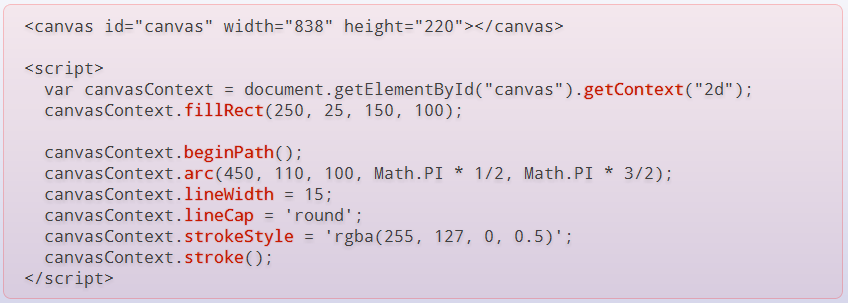 <canvas id="canvas" width="838" height="220"></canvas>

<script>
  var canvasContext = document.getElementById("canvas").getContext("2d");
  canvasContext.fillRect(250, 25, 150, 100);

  canvasContext.beginPath();
  canvasContext.arc(450, 110, 100, Math.PI * 1/2, Math.PI * 3/2);
  canvasContext.lineWidth = 15;
  canvasContext.lineCap = 'round';
  canvasContext.strokeStyle = 'rgba(255, 127, 0, 0.5)';
  canvasContext.stroke();
</script>